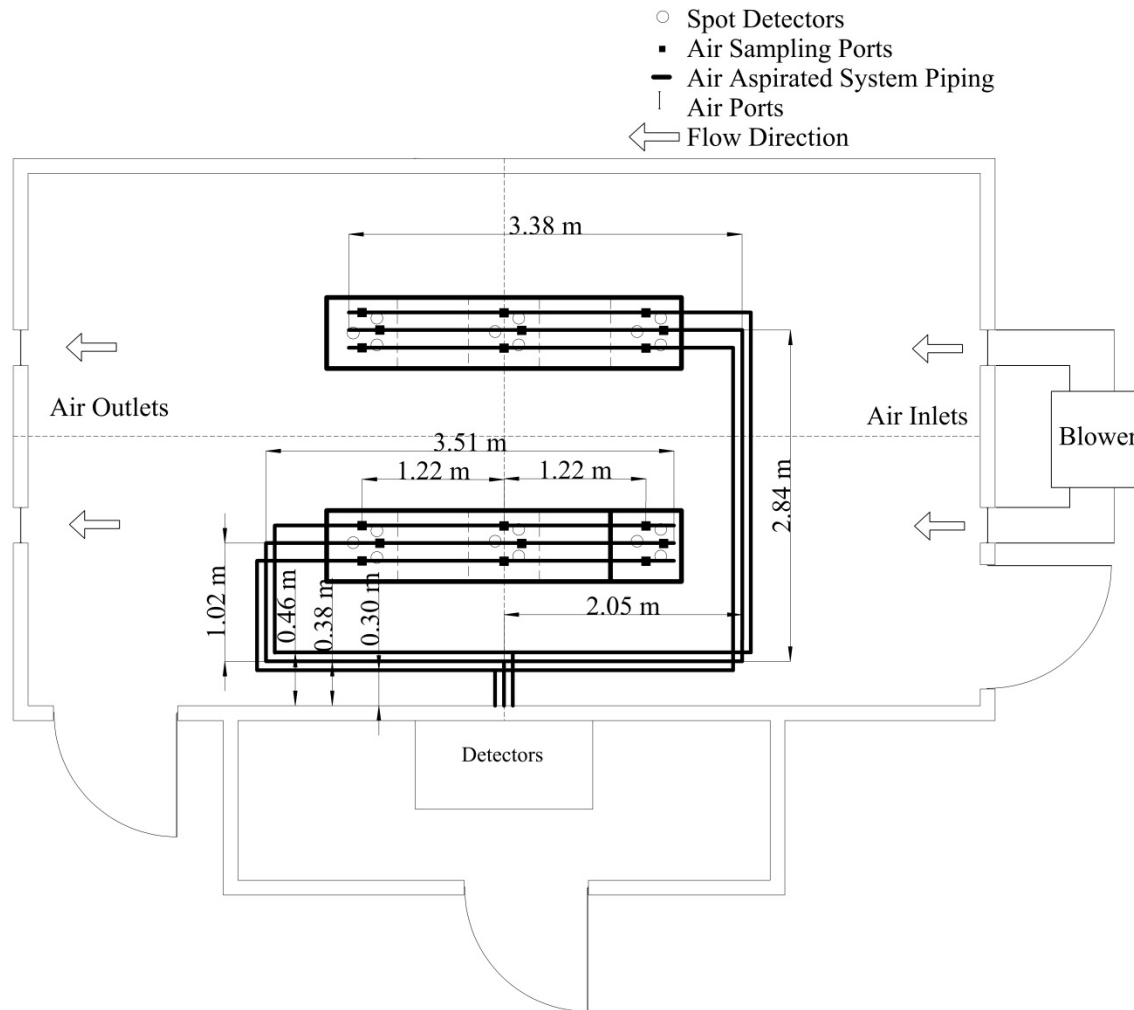 Spot Detectors
Air Sampling Ports
Air Aspirated System Piping
Air Ports
Flow Direction
3.38 m
Air Outlets
Air Inlets
Blower
3.51 m
1.22 m
1.22 m
2.84 m
1.02 m
0.46 m
0.38 m
0.30 m
2.05 m
Detectors